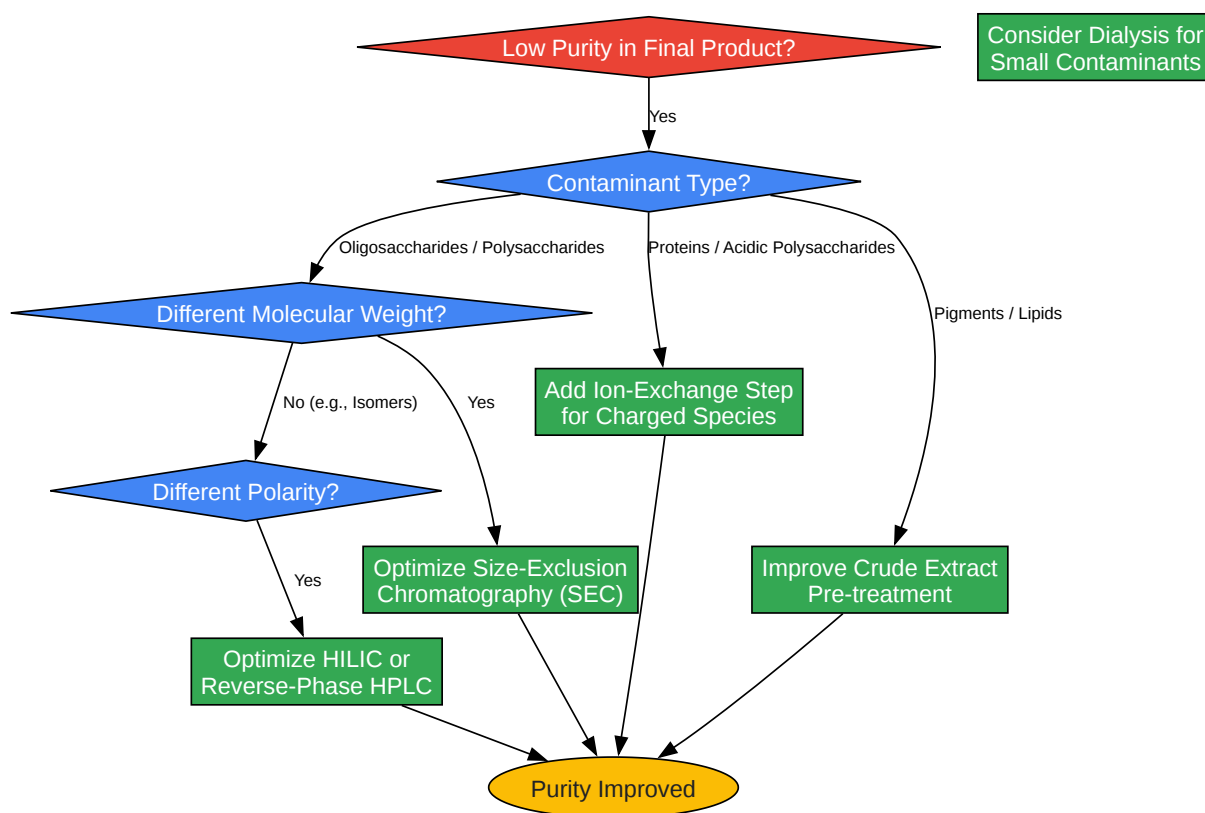 Low Purity in Final Product?
Consider Dialysis for
Small Contaminants
Yes
Contaminant Type?
Oligosaccharides / Polysaccharides
Proteins / Acidic Polysaccharides
Pigments / Lipids
Different Molecular Weight?
Add Ion-Exchange Step
for Charged Species
No (e.g., Isomers)
Yes
Different Polarity?
Optimize Size-Exclusion
Chromatography (SEC)
Improve Crude Extract
Pre-treatment
Yes
Optimize HILIC or
Reverse-Phase HPLC
Purity Improved